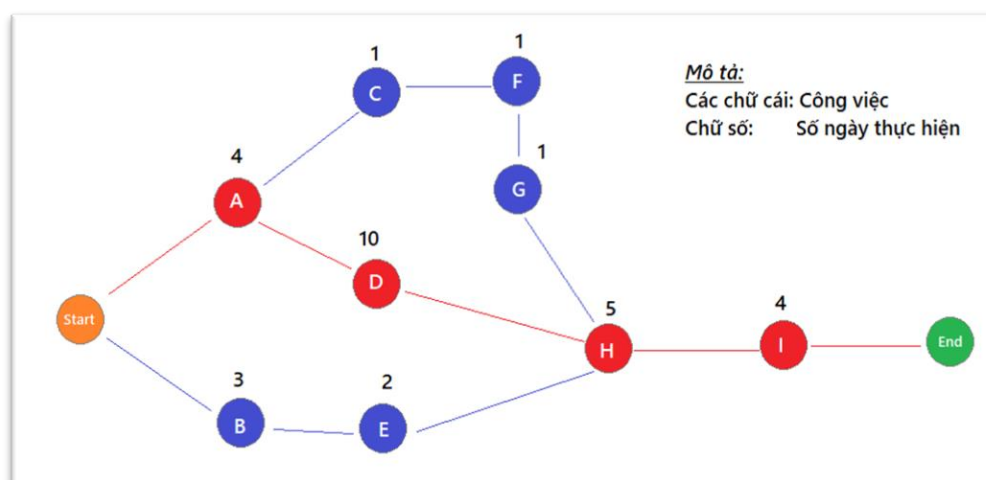 1
C
1
F
Mô tả:
Các chữ cái: Công việc
Chữ số: Số ngày thực hiện
4
A
1
G
10
D
Start
5
H
4
I
End
3
B
2
E